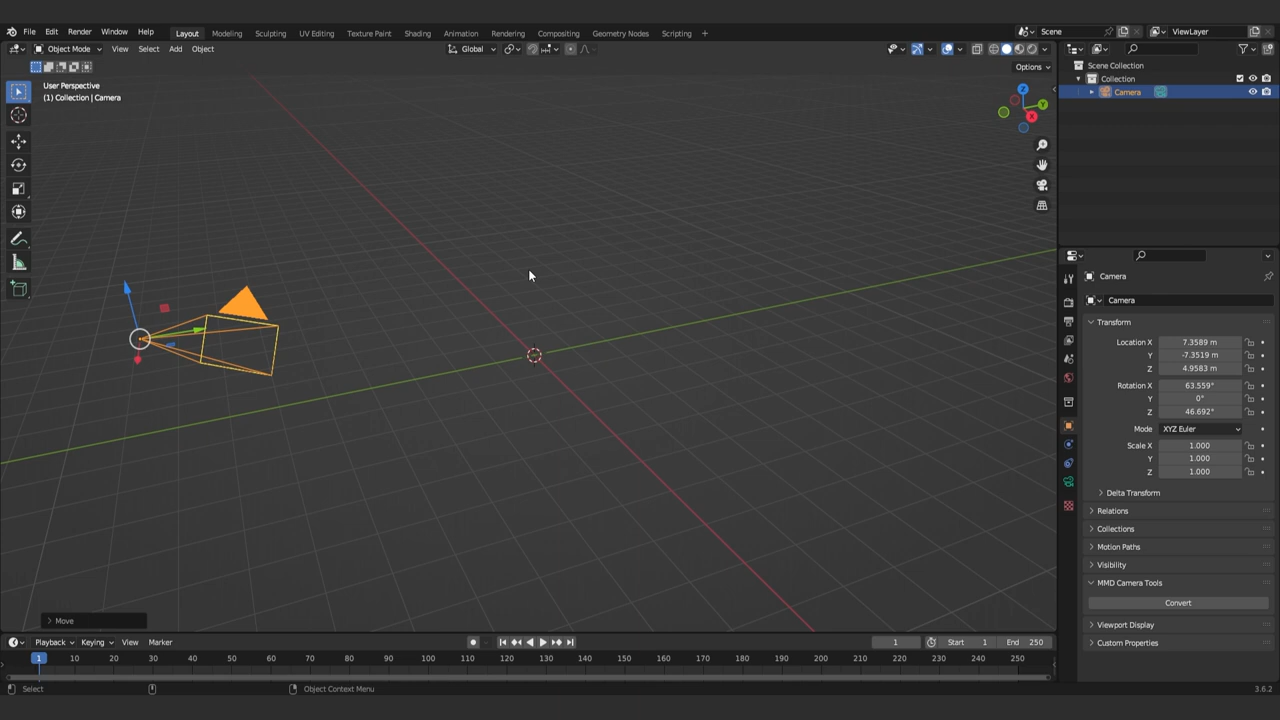 File Edit Render Window Help Layout Modeling Sculpting UV Editing Texture Paint Shading Animation Rendering Compositing Geometry Nodes Scripting + Scene ViewLayer
Object Mode View Select Add Object Global
Options
User Perspective
(1) Collection | Camera
Z
Y
X
Scene Collection
Collection
Camera
Camera
Camera
Transform
Location X 7.3589 m
Y -7.3519 m
Z 4.9583 m
Rotation X 63.559°
Y 0°
Z 46.692°
Mode XYZ Euler
Scale X 1.000
Y 1.000
Z 1.000
Delta Transform
Relations
Collections
Motion Paths
Visibility
MMD Camera Tools
Convert
Viewport Display
Custom Properties
Move
Playback Keying View Marker 1 Start 1 End 250
1 10 20 30 40 50 60 70 80 90 100 110 120 130 140 150 160 170 180 190 200 210 220 230 240 250
Select Object Context Menu 3.6.2